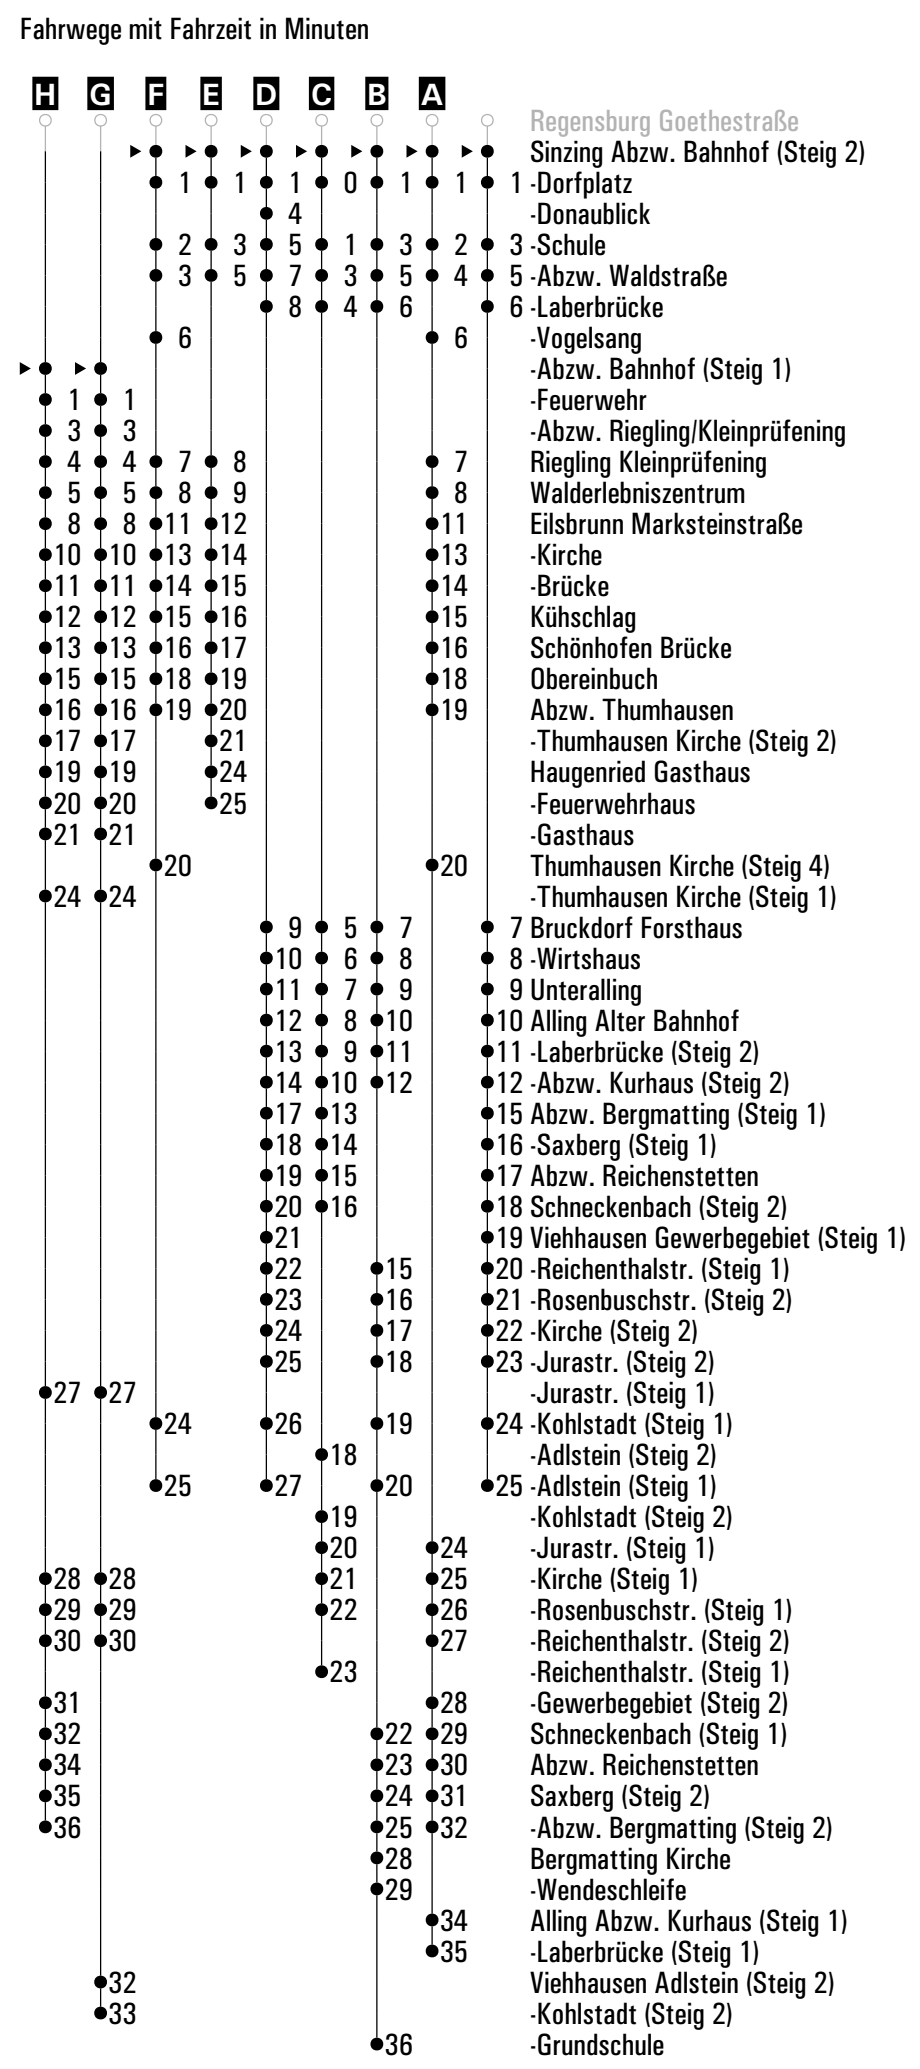 Fahrwege mit Fahrzeit in Minuten
H G F E D C B A
Regensburg Goethestraße
Sinzing Abzw. Bahnhof (Steig 2)
1 1 1 0 1 1 1 -Dorfplatz
4 -Donaublick
2 3 5 1 3 2 3 -Schule
3 5 7 3 5 4 5 -Abzw. Waldstraße
8 4 6 6 -Laberbrücke
6 6 -Vogelsang
-Abzw. Bahnhof (Steig 1)
1 1 -Feuerwehr
3 3 -Abzw. Riegling/Kleinprüfening
4 4 7 8 7 Riegling Kleinprüfening
5 5 8 9 8 Walderlebniszentrum
8 8 11 12 11 Eilsbrunn Marksteinstraße
10 10 13 14 13 -Kirche
11 11 14 15 14 -Brücke
12 12 15 16 15 Kühschlag
13 13 16 17 16 Schönhofen Brücke
15 15 18 19 18 Obereinbuch
16 16 19 20 19 Abzw. Thumhausen
17 17 21 -Thumhausen Kirche (Steig 2)
19 19 24 Haugenried Gasthaus
20 20 25 -Feuerwehrhaus
21 21 -Gasthaus
20 20 Thumhausen Kirche (Steig 4)
24 24 -Thumhausen Kirche (Steig 1)
9 5 7 7 Bruckdorf Forsthaus
10 6 8 8 -Wirtshaus
11 7 9 9 Unteralling
12 8 10 10 Alling Alter Bahnhof
13 9 11 11 -Laberbrücke (Steig 2)
14 10 12 12 -Abzw. Kurhaus (Steig 2)
17 13 15 Abzw. Bergmatting (Steig 1)
18 14 16 -Saxberg (Steig 1)
19 15 17 Abzw. Reichenstetten
20 16 18 Schneckenbach (Steig 2)
21 19 Viehhausen Gewerbegebiet (Steig 1)
22 15 20 -Reichenthalstr. (Steig 1)
23 16 21 -Rosenbuschstr. (Steig 2)
24 17 22 -Kirche (Steig 2)
25 18 23 -Jurastr. (Steig 2)
27 27 -Jurastr. (Steig 1)
24 26 19 24 -Kohlstadt (Steig 1)
18 -Adlstein (Steig 2)
25 27 20 25 -Adlstein (Steig 1)
19 -Kohlstadt (Steig 2)
20 24 -Jurastr. (Steig 1)
28 28 21 25 -Kirche (Steig 1)
29 29 22 26 -Rosenbuschstr. (Steig 1)
30 30 27 -Reichenthalstr. (Steig 2)
23 -Reichenthalstr. (Steig 1)
31 28 -Gewerbegebiet (Steig 2)
32 22 29 Schneckenbach (Steig 1)
34 23 30 Abzw. Reichenstetten
35 24 31 Saxberg (Steig 2)
36 25 32 -Abzw. Bergmatting (Steig 2)
28 Bergmatting Kirche
29 -Wendeschleife
34 Alling Abzw. Kurhaus (Steig 1)
35 -Laberbrücke (Steig 1)
32 Viehhausen Adlstein (Steig 2)
33 -Kohlstadt (Steig 2)
36 -Grundschule